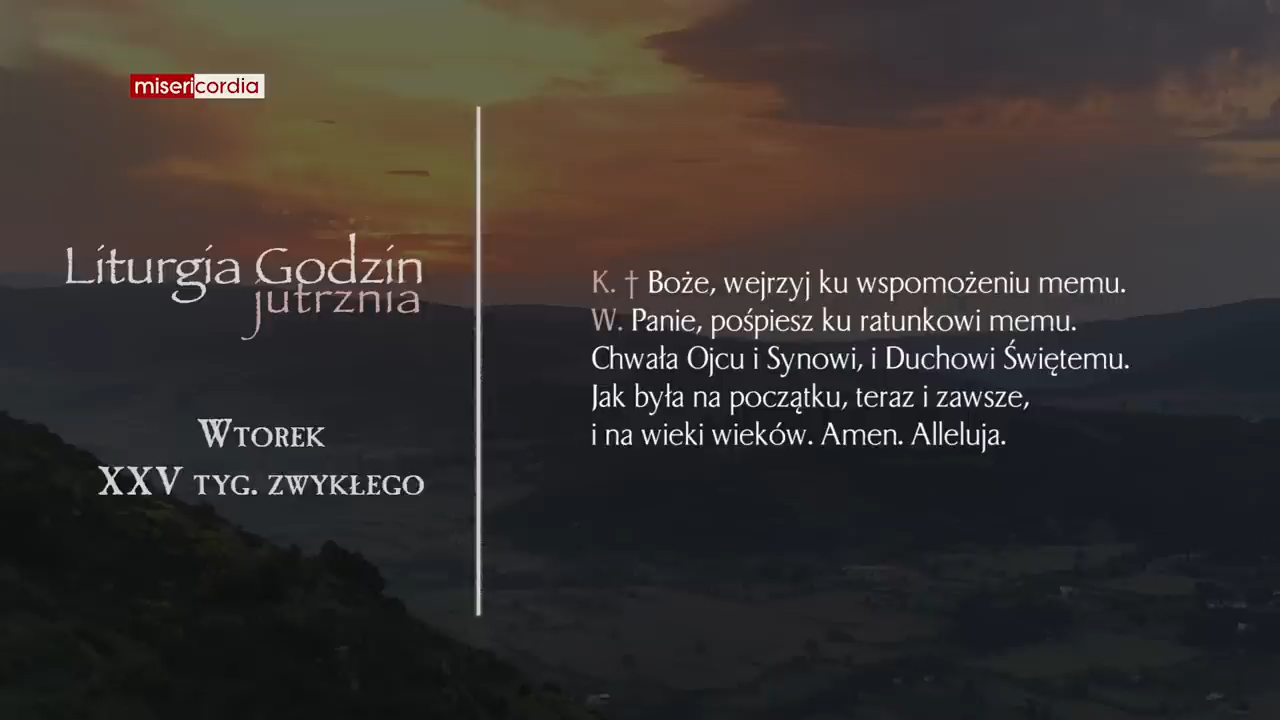 misericordia
Liturgia Godzin
jutrznia
Wtorek
XXV tyg. zwykłego
K. † Boże, wejrzyj ku wspomożeniu memu.
W. Panie, pośpiesz ku ratunkowi memu.
Chwała Ojcu i Synowi, i Duchowi Świętemu.
Jak była na początku, teraz i zawsze,
i na wieki wieków. Amen. Alleluja.